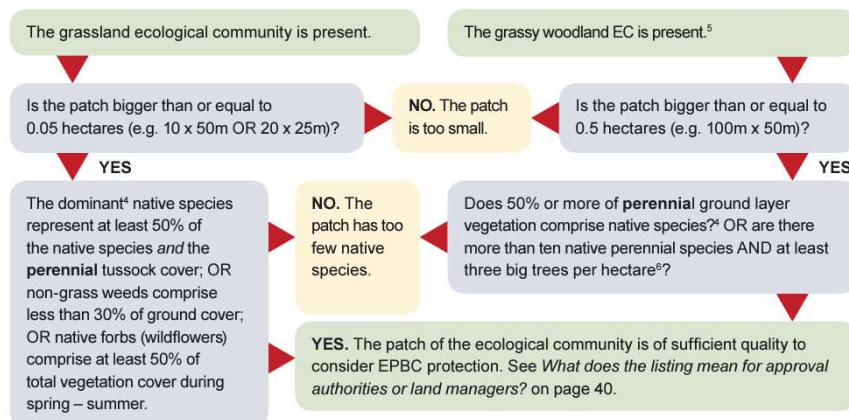 The grassland ecological community is present.
The grassy woodland EC is present.⁵
Is the patch bigger than or equal to
0.05 hectares (e.g. 10 x 50m OR 20 x 25m)?
NO. The patch
is too small.
Is the patch bigger than or equal to
0.5 hectares (e.g. 100m x 50m)?
YES
YES
The dominant⁴ native species
represent at least 50% of
the native species and the
perennial tussock cover; OR
non-grass weeds comprise
less than 30% of ground cover;
OR native forbs (wildflowers)
comprise at least 50% of
total vegetation cover during
spring – summer.
NO. The
patch has too
few native
species.
Does 50% or more of perennial ground layer
vegetation comprise native species?⁴ OR are there
more than ten native perennial species AND at least
three big trees per hectare⁶?
YES. The patch of the ecological community is of sufficient quality to
consider EPBC protection. See What does the listing mean for approval
authorities or land managers? on page 40.